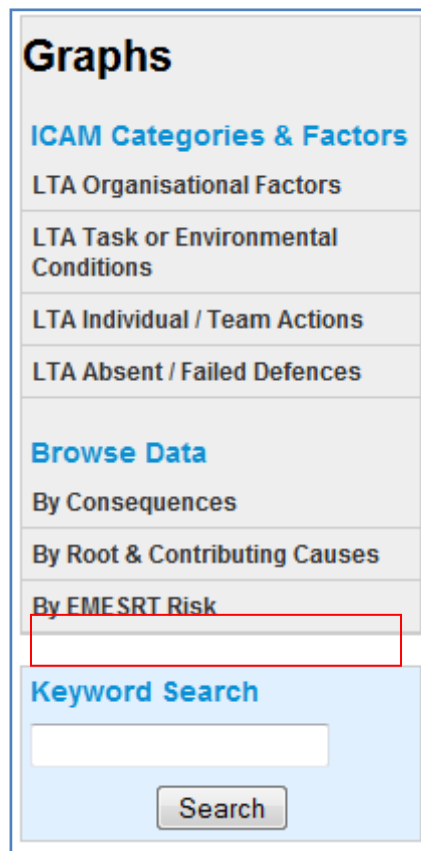 Graphs
ICAM Categories & Factors
LTA Organisational Factors
LTA Task or Environmental
Conditions
LTA Individual / Team Actions
LTA Absent / Failed Defences
Browse Data
By Consequences
By Root & Contributing Causes
By EMESRT Risk
Keyword Search
Search